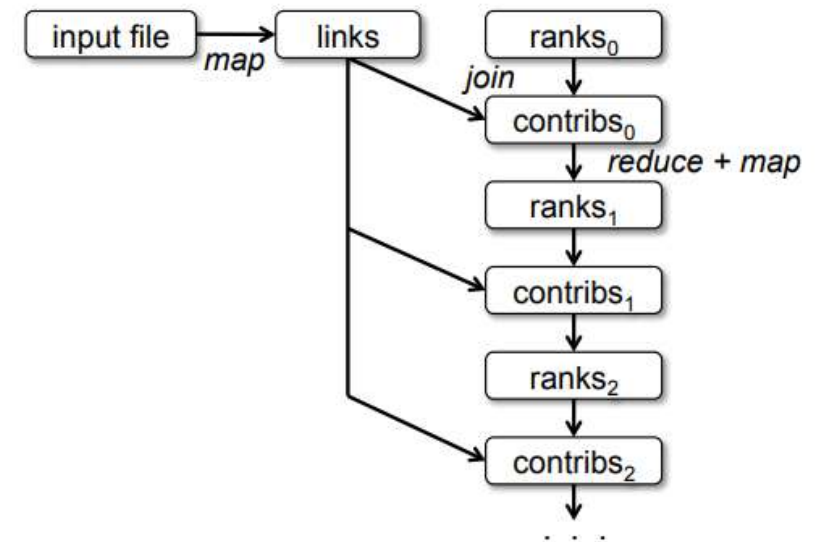 input file
links
ranks₀
map
join
contribs₀
reduce + map
ranks₁
contribs₁
ranks₂
contribs₂
. . .